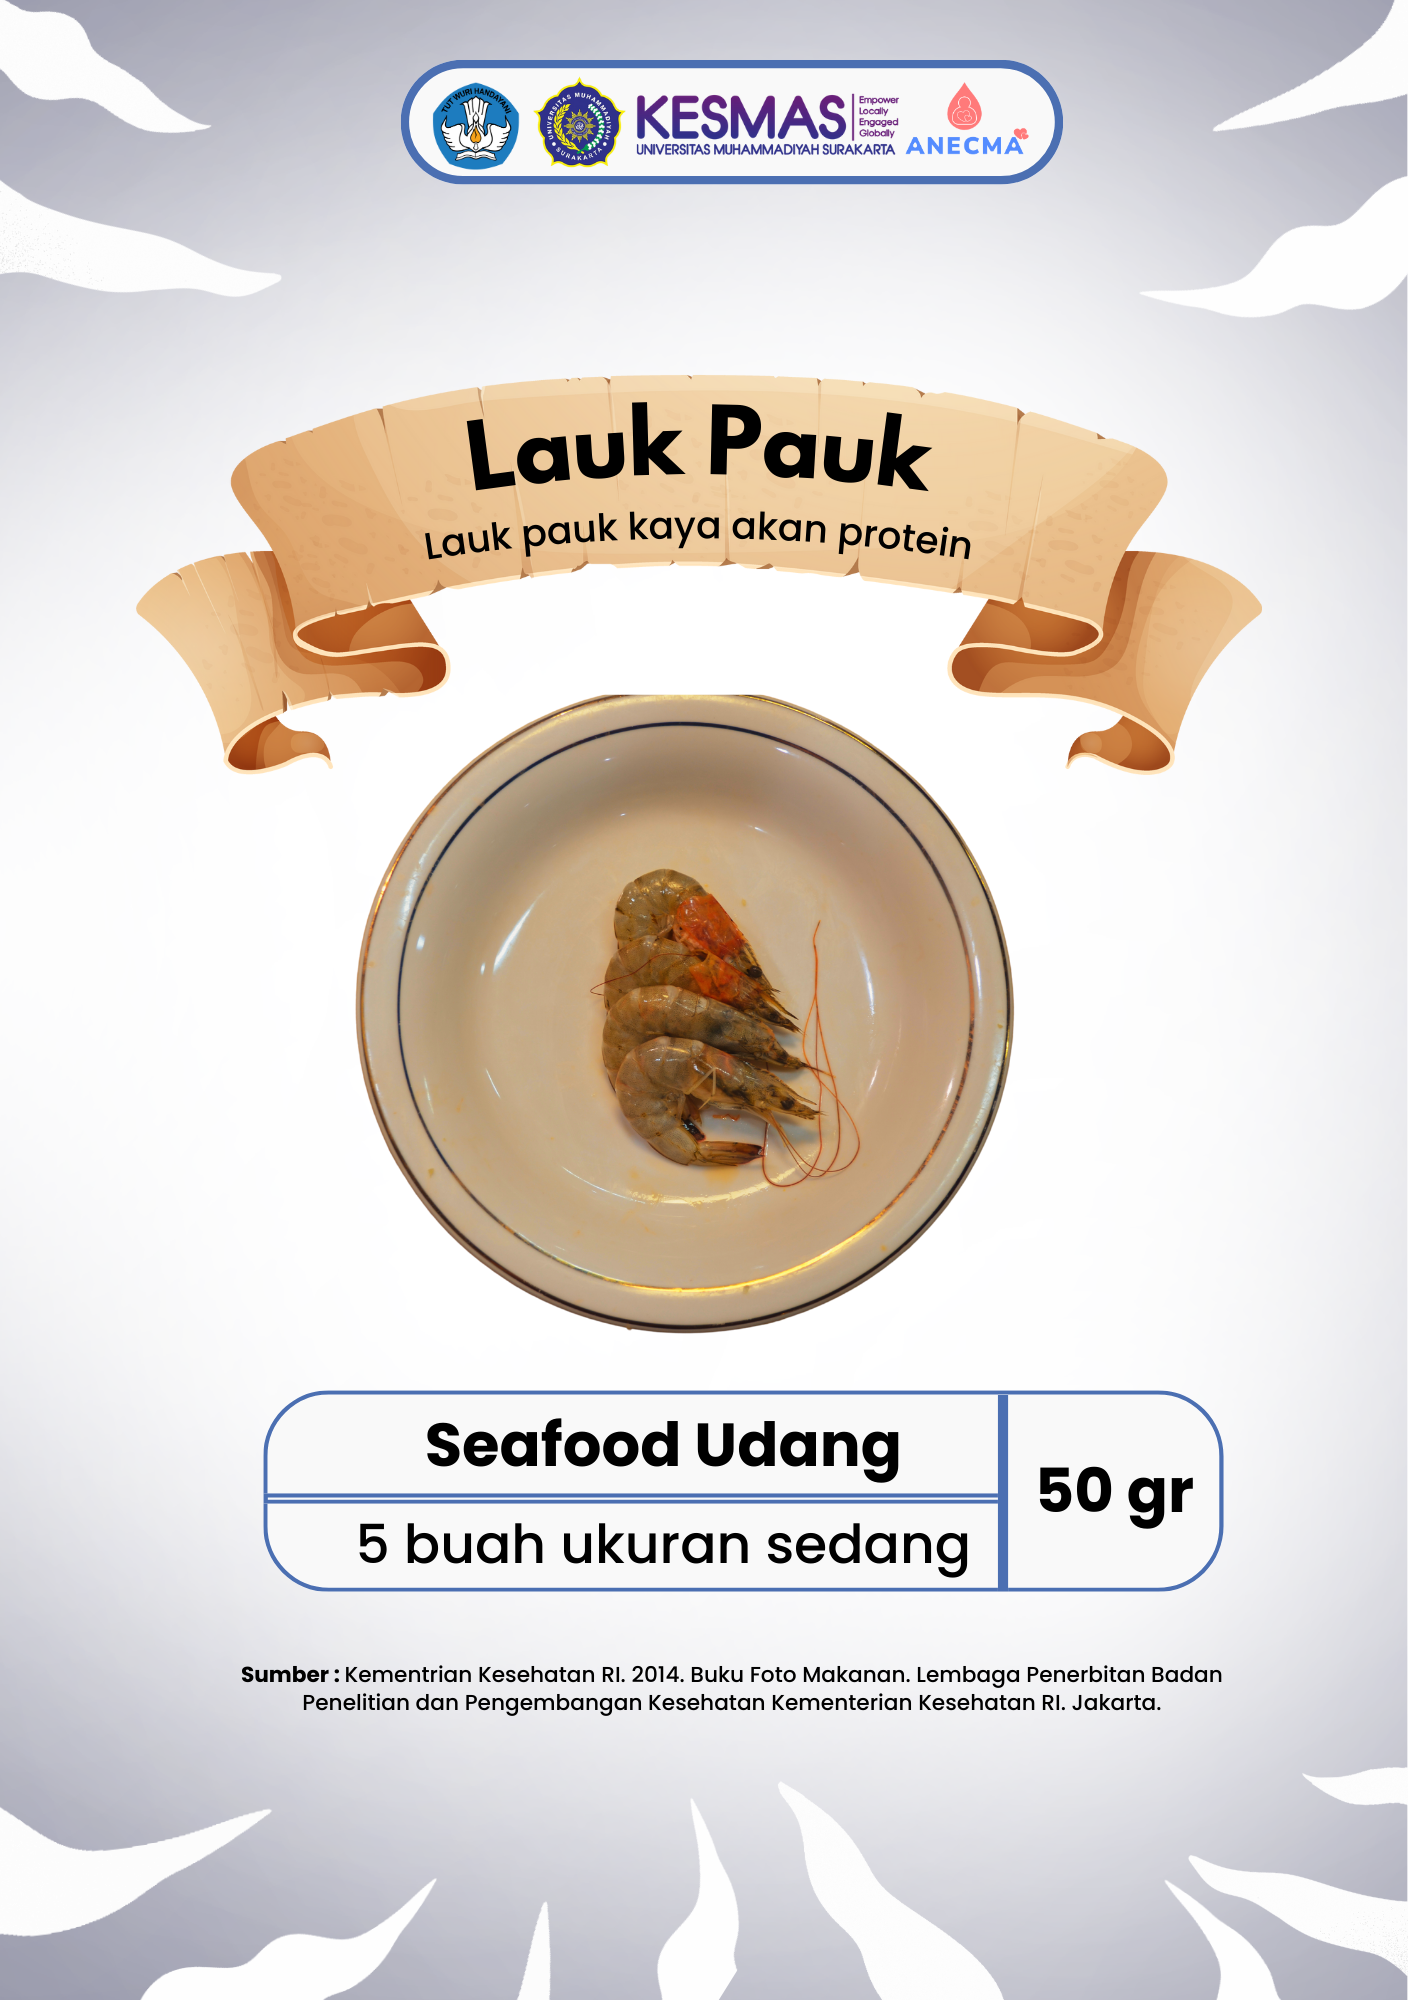 TUT WURI HANDAYANI
UNIVERSITAS MUHAMMADIYAH
SURAKARTA
KESMAS
Empower
Locally
Engaged
Globally
UNIVERSITAS MUHAMMADIYAH SURAKARTA
ANECMA
Lauk Pauk
Lauk pauk kaya akan protein
Seafood Udang
5 buah ukuran sedang
50 gr
Sumber : Kementrian Kesehatan RI. 2014. Buku Foto Makanan. Lembaga Penerbitan Badan
Penelitian dan Pengembangan Kesehatan Kementerian Kesehatan RI. Jakarta.